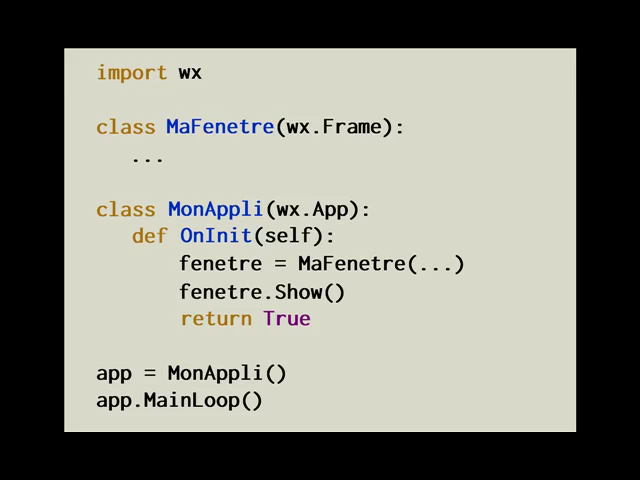 import wx
class MaFenetre(wx.Frame):
...
class MonAppli(wx.App):
def OnInit(self):
fenetre = MaFenetre(...)
fenetre.Show()
return True
app = MonAppli()
app.MainLoop()